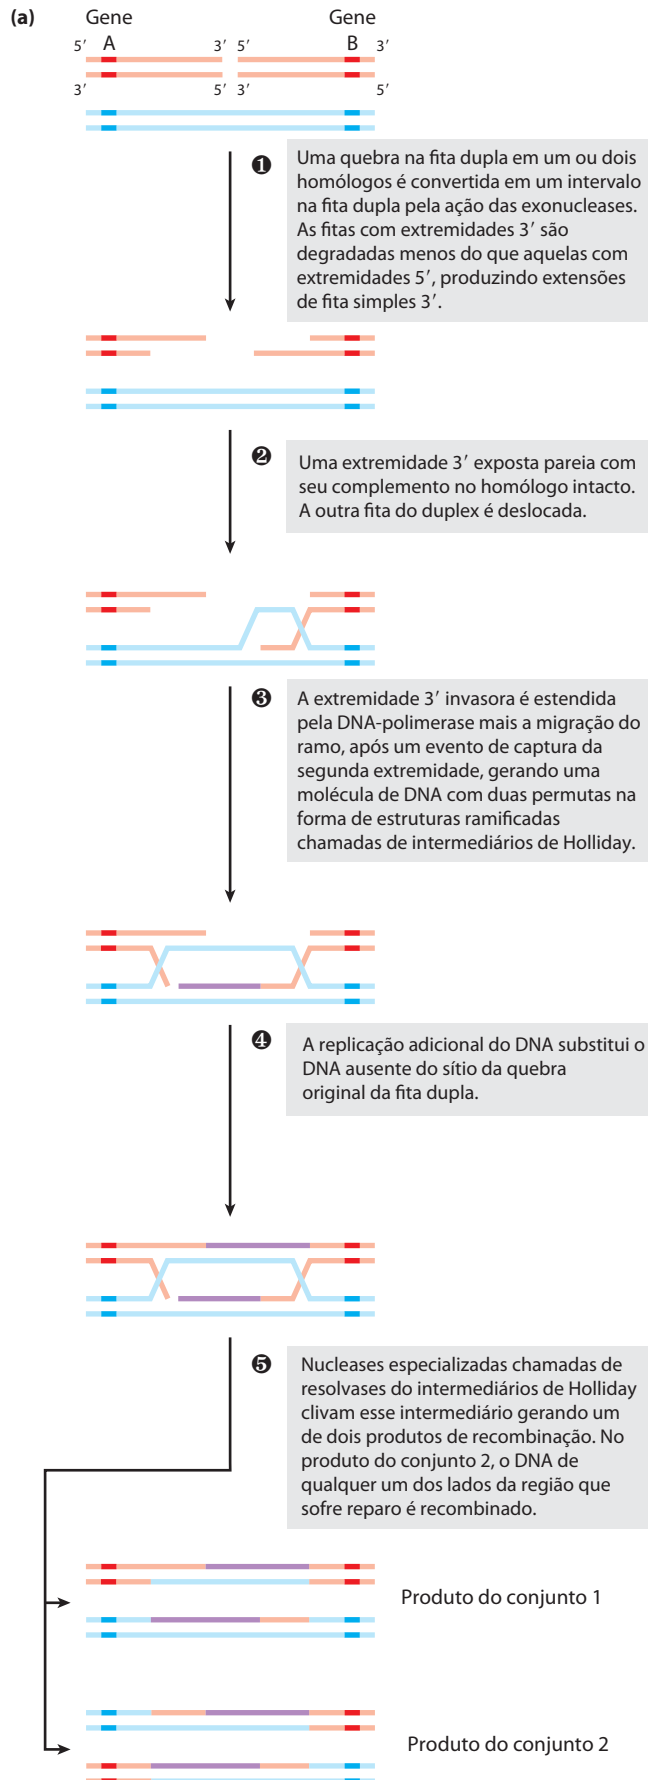 (a)
Gene Gene
5′ A 3′ 5′ B 3′
3′ 5′ 3′ 5′
❶
Uma quebra na fita dupla em um ou dois
homólogos é convertida em um intervalo
na fita dupla pela ação das exonucleases.
As fitas com extremidades 3′ são
degradadas menos do que aquelas com
extremidades 5′, produzindo extensões
de fita simples 3′.
❷
Uma extremidade 3′ exposta pareia com
seu complemento no homólogo intacto.
A outra fita do duplex é deslocada.
❸
A extremidade 3′ invasora é estendida
pela DNA-polimerase mais a migração do
ramo, após um evento de captura da
segunda extremidade, gerando uma
molécula de DNA com duas permutas na
forma de estruturas ramificadas
chamadas de intermediários de Holliday.
❹
A replicação adicional do DNA substitui o
DNA ausente do sítio da quebra
original da fita dupla.
❺
Nucleases especializadas chamadas de
resolvases do intermediários de Holliday
clivam esse intermediário gerando um
de dois produtos de recombinação. No
produto do conjunto 2, o DNA de
qualquer um dos lados da região que
sofre reparo é recombinado.
Produto do conjunto 1
Produto do conjunto 2